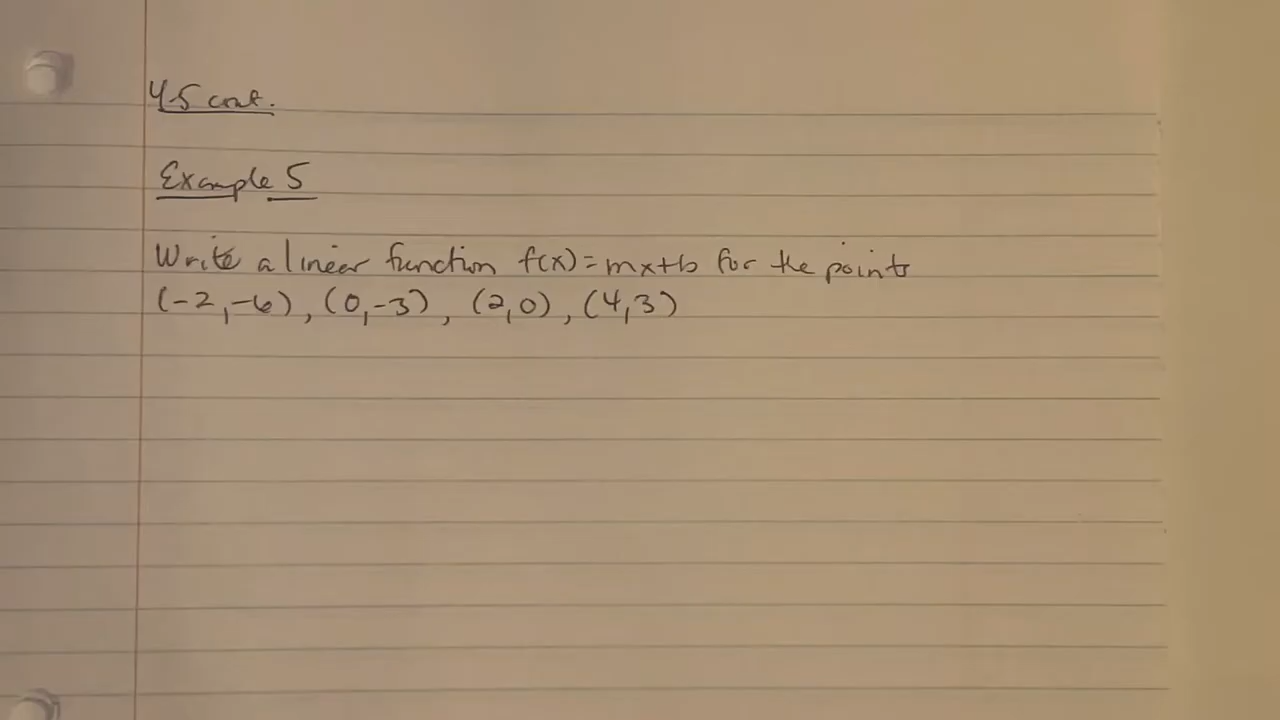 4.5 cont.
Example 5
Write a linear function f(x)=mx+b for the points
(-2,-6), (0,-3), (2,0), (4,3)